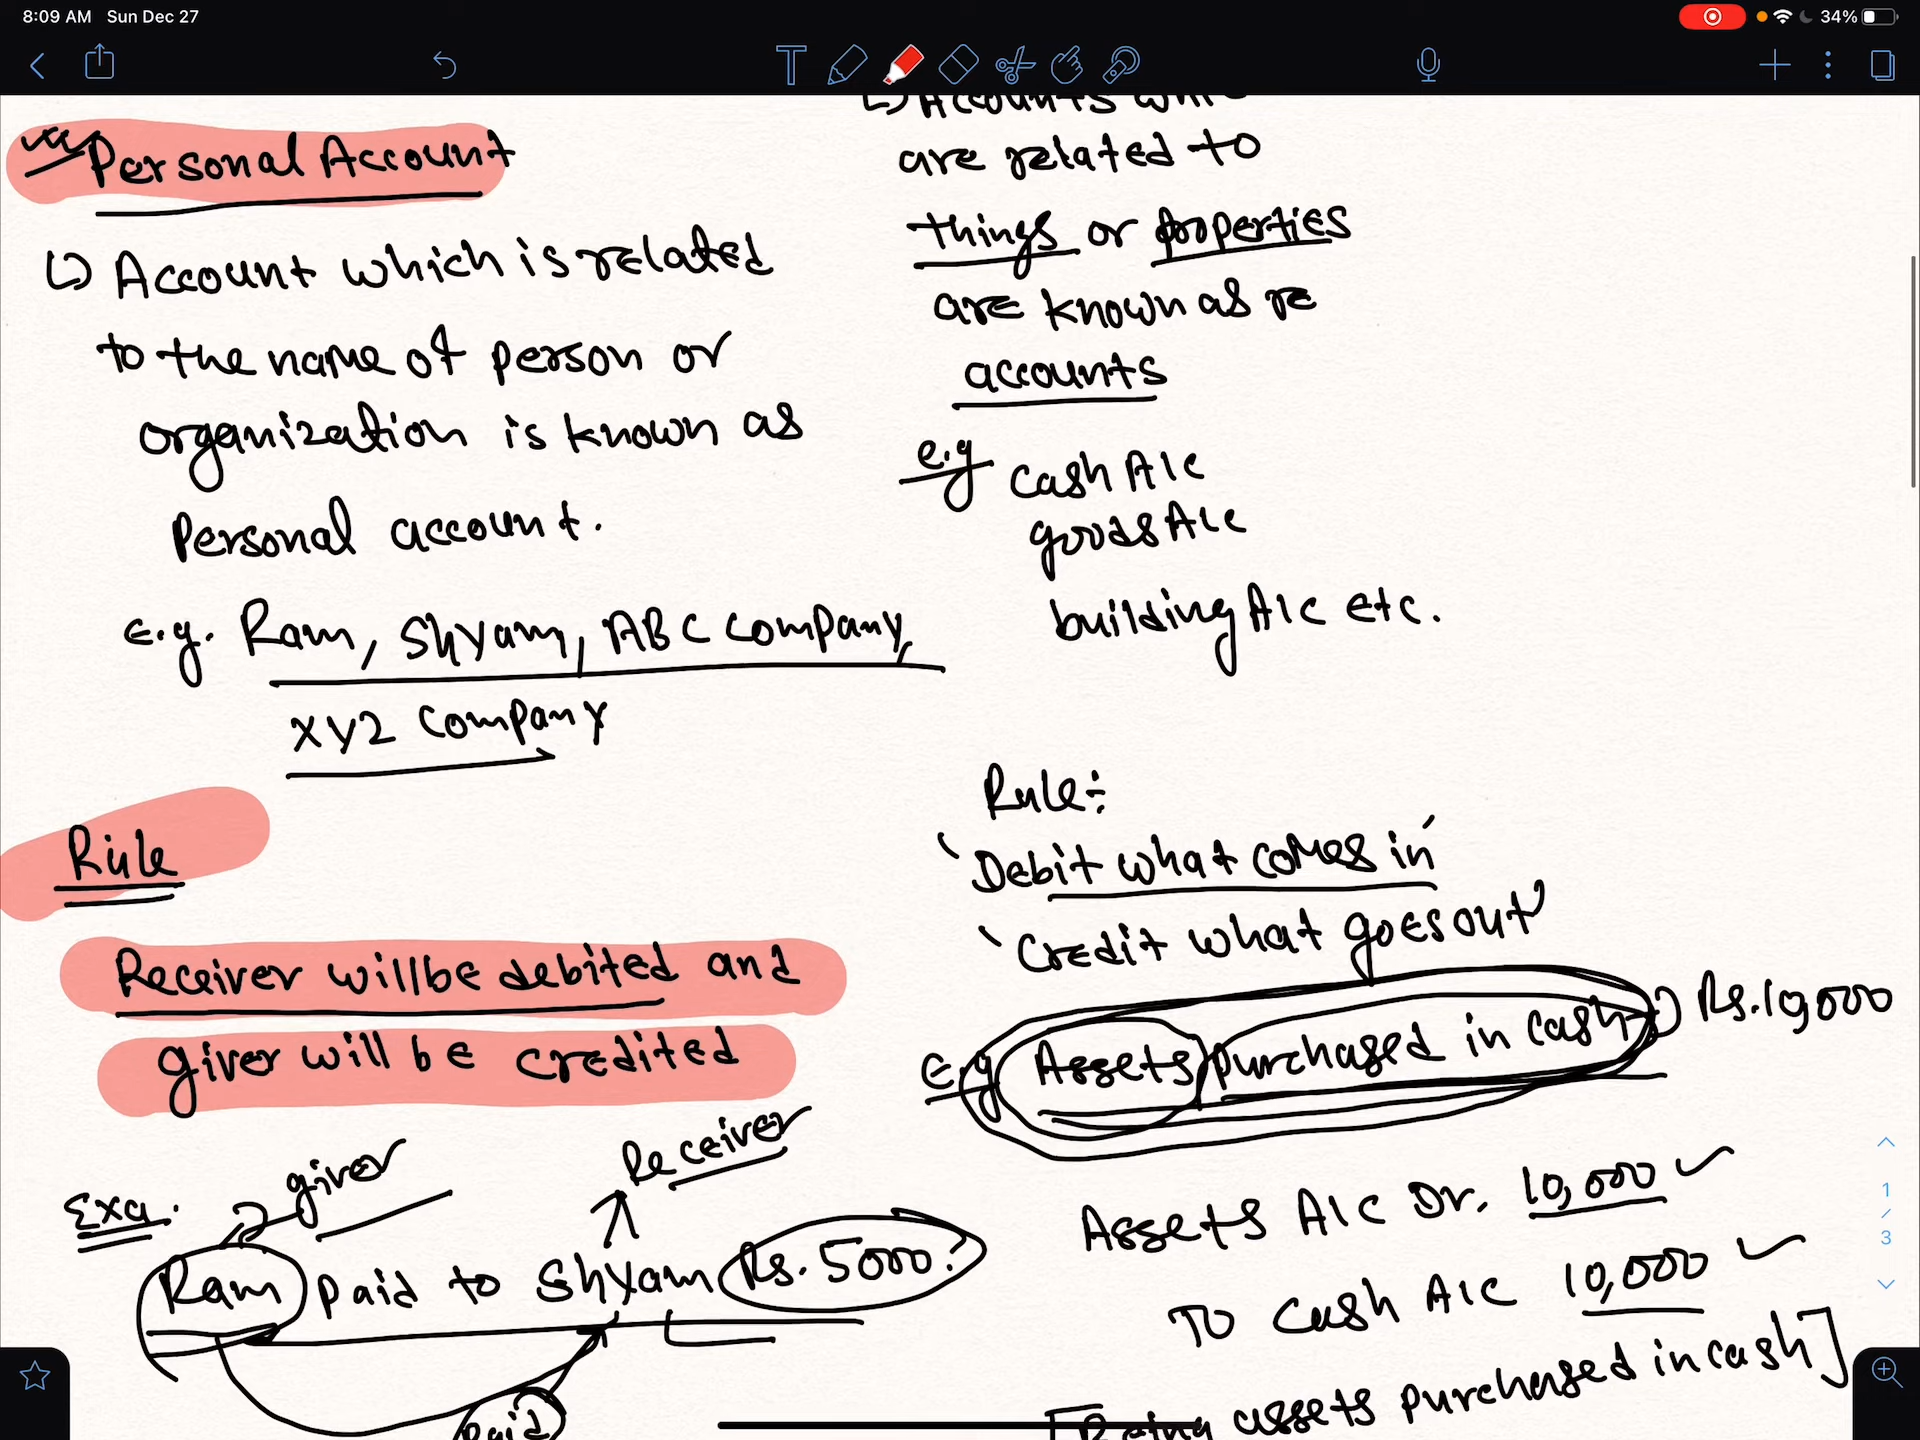 8:09 AM Sun Dec 27
34%
Personal Account
Account which is related
to the name of person or
organization is known as
Personal account.
E.g. Ram, Shyam, ABC company,
XYZ company
Rule
Receiver will be debited and
giver will be credited
Exa.
giver
Receiver
Ram paid to Shyam Rs. 5000?
Paid
are related to
things or properties
are known as re
accounts
e.g cash A/c
goods A/c
building A/c etc.
Rule:
'Debit what comes in'
'Credit what goes out'
E.g Assets purchased in cash Rs.10,000
Assets A/c Dr. 10,000
To cash A/c 10,000
[Being assets purchased in cash]
1
/
3